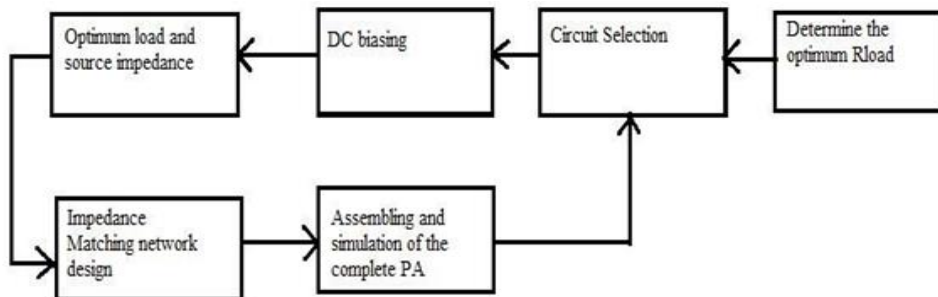 Optimum load and
source impedance
DC biasing
Circuit Selection
Determine the
optimum Rload
Impedance
Matching network
design
Assembling and
simulation of the
complete PA